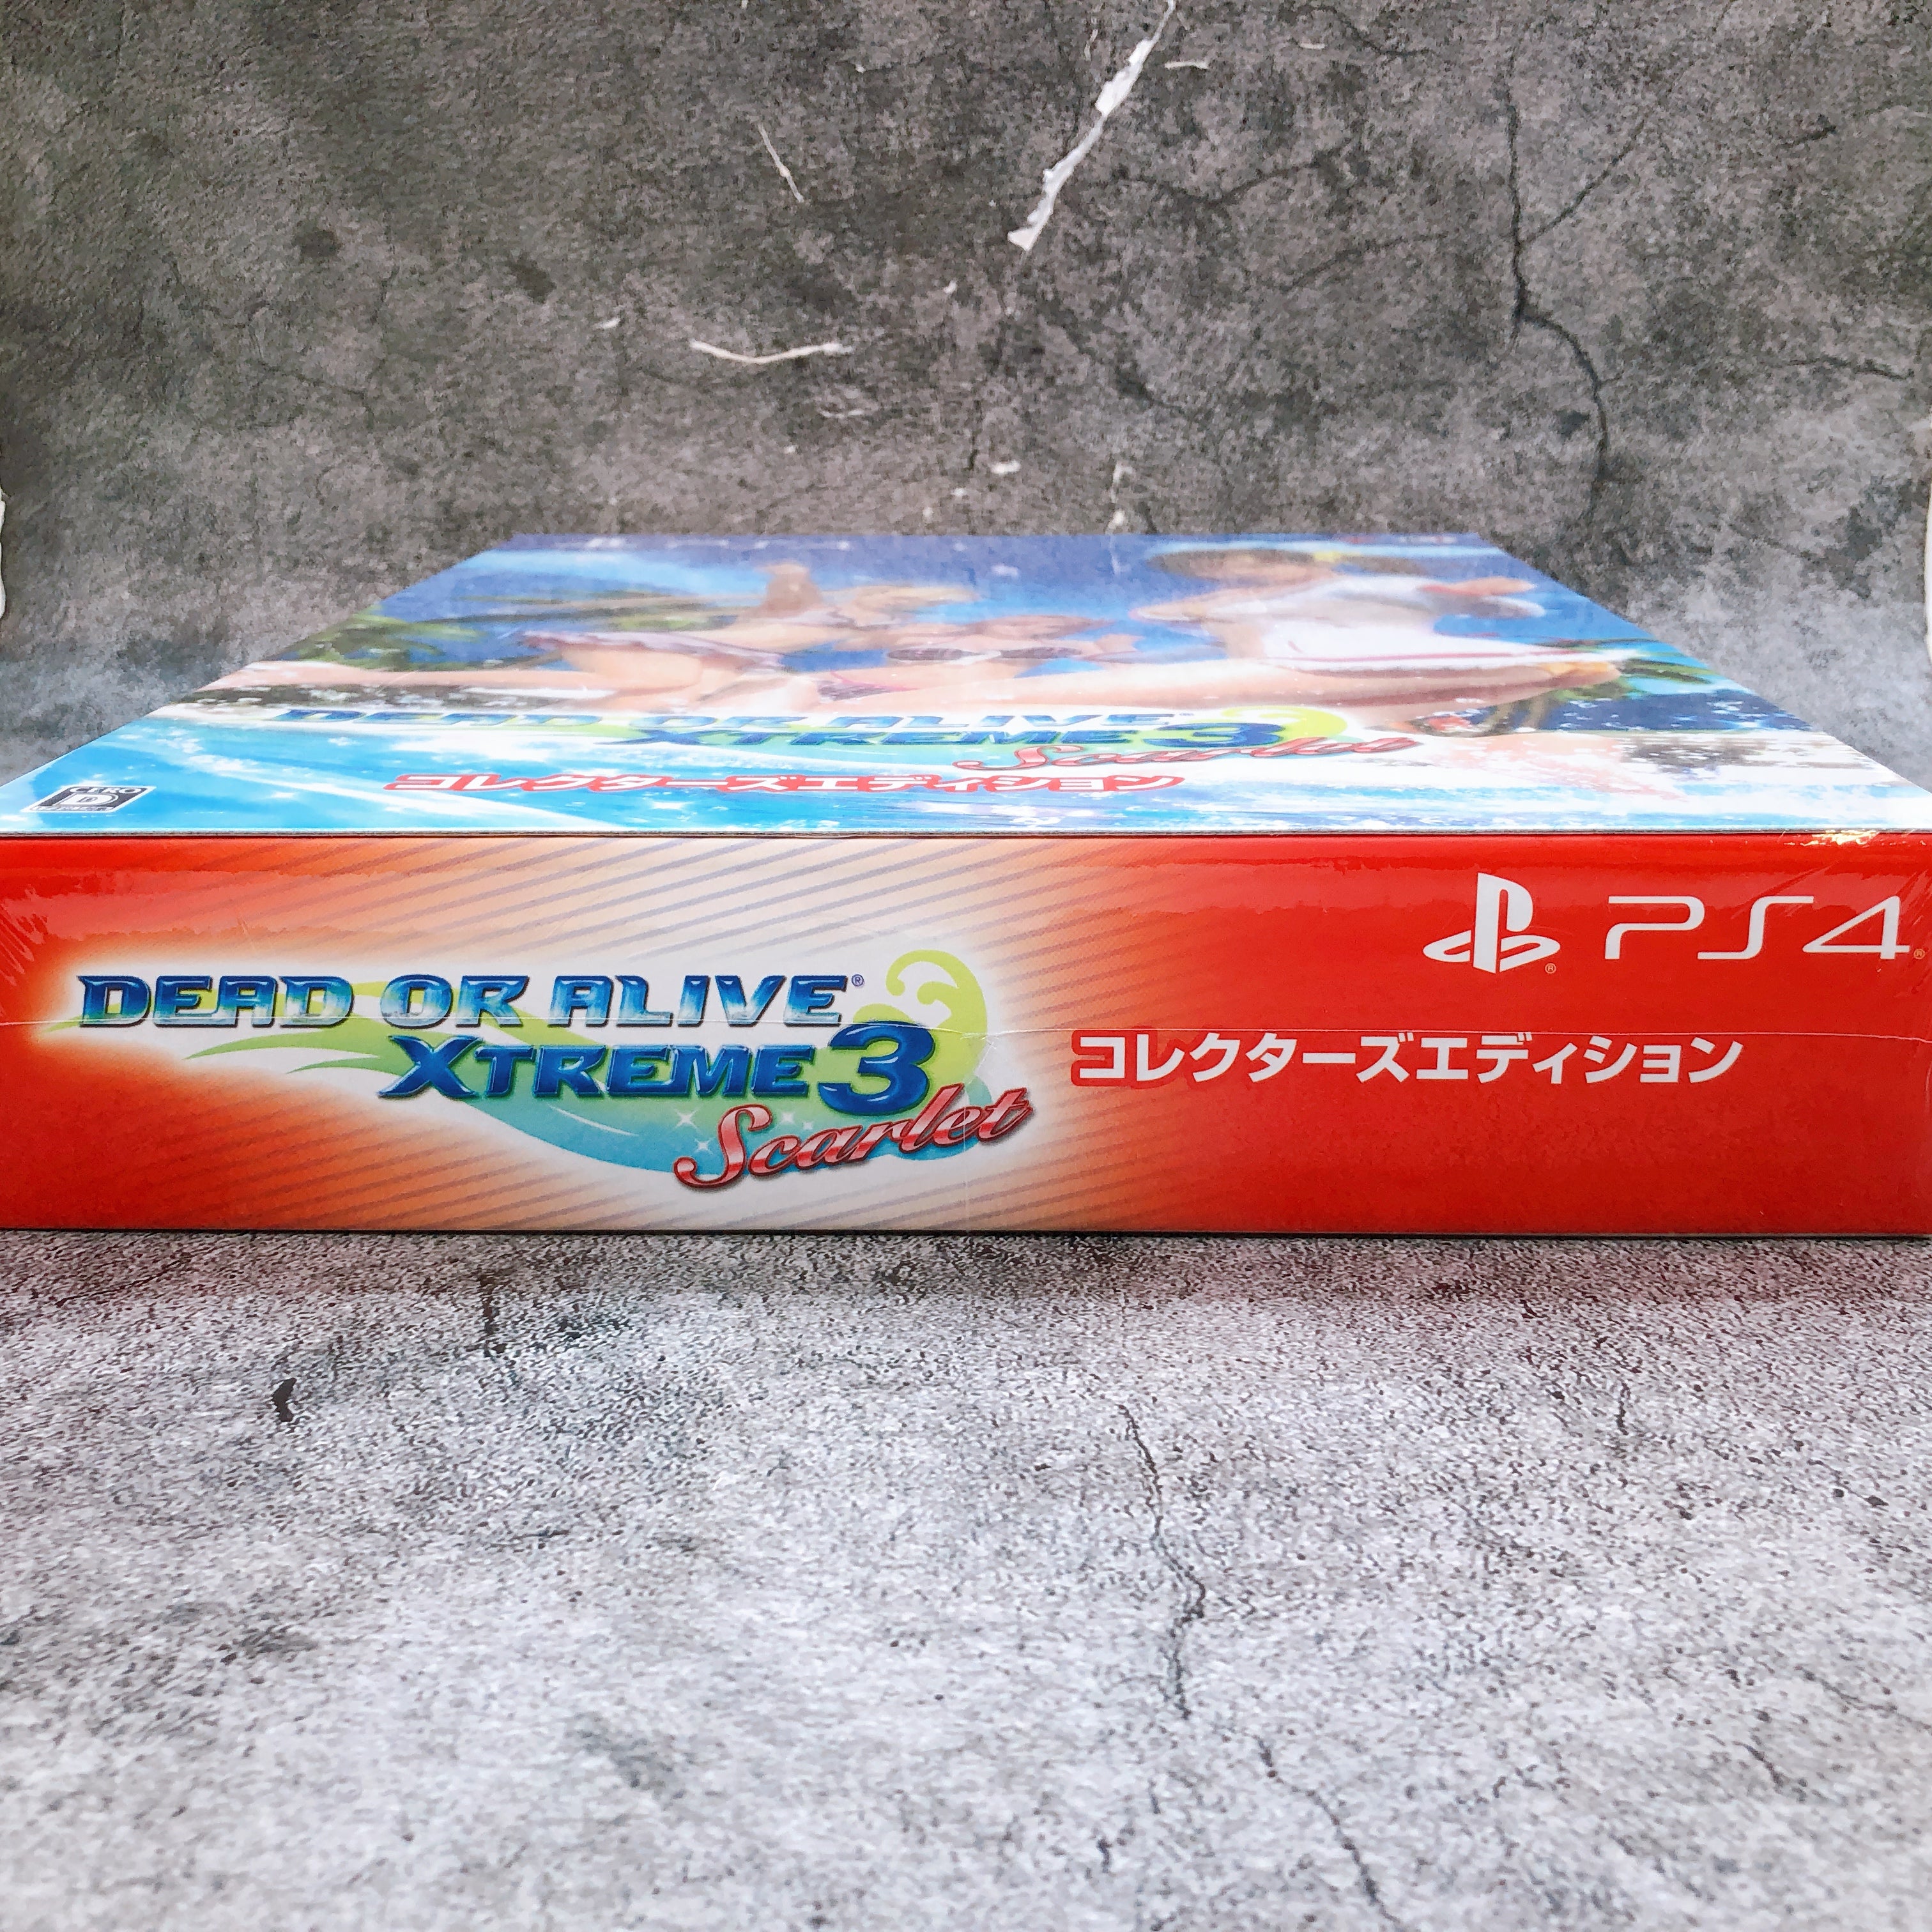 DEAD OR ALIVE
XTREME 3
Scarlet
コレクターズエディション
CERO
D
PS4®
DEAD OR ALIVE®
XTREME 3
Scarlet
コレクターズエディション